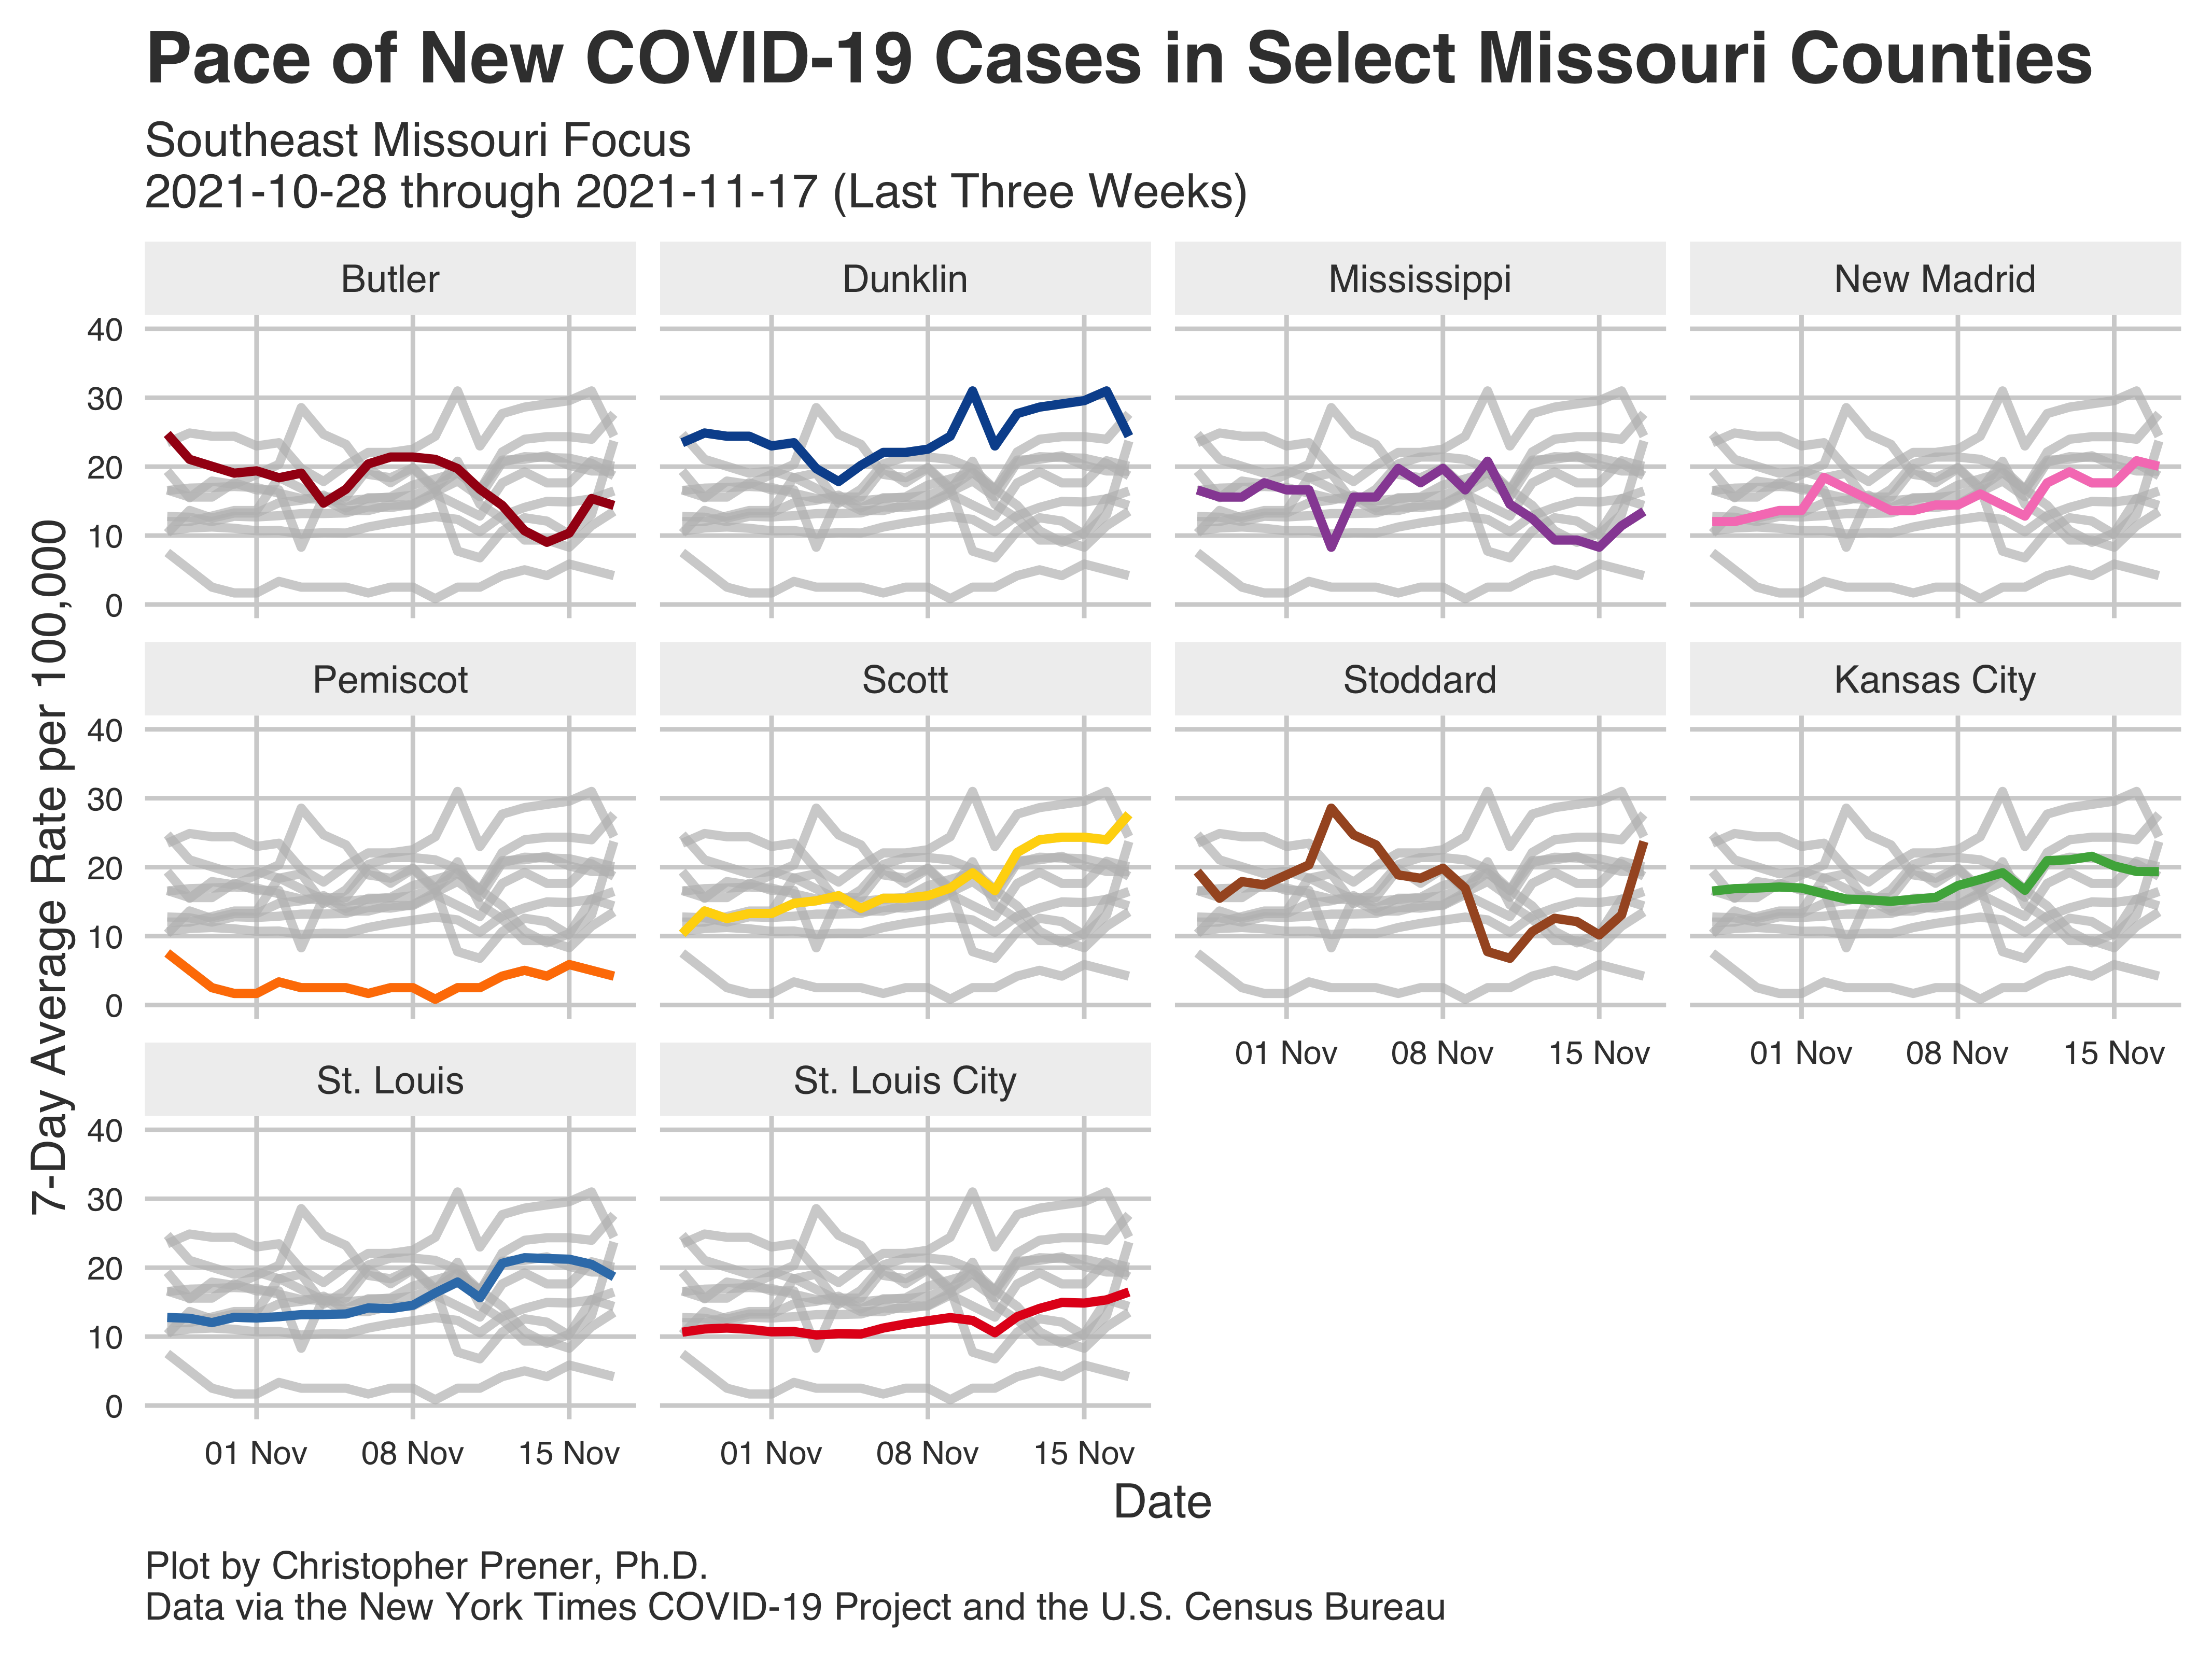 Pace of New COVID-19 Cases in Select Missouri Counties
Southeast Missouri Focus
2021-10-28 through 2021-11-17 (Last Three Weeks)
7-Day Average Rate per 100,000
Butler
Dunklin
Mississippi
New Madrid
40
30
20
10
0
Pemiscot
Scott
Stoddard
Kansas City
40
30
20
10
0
01 Nov
08 Nov
15 Nov
01 Nov
08 Nov
15 Nov
St. Louis
St. Louis City
40
30
20
10
0
01 Nov
08 Nov
15 Nov
01 Nov
08 Nov
15 Nov
Date
Plot by Christopher Prener, Ph.D.
Data via the New York Times COVID-19 Project and the U.S. Census Bureau